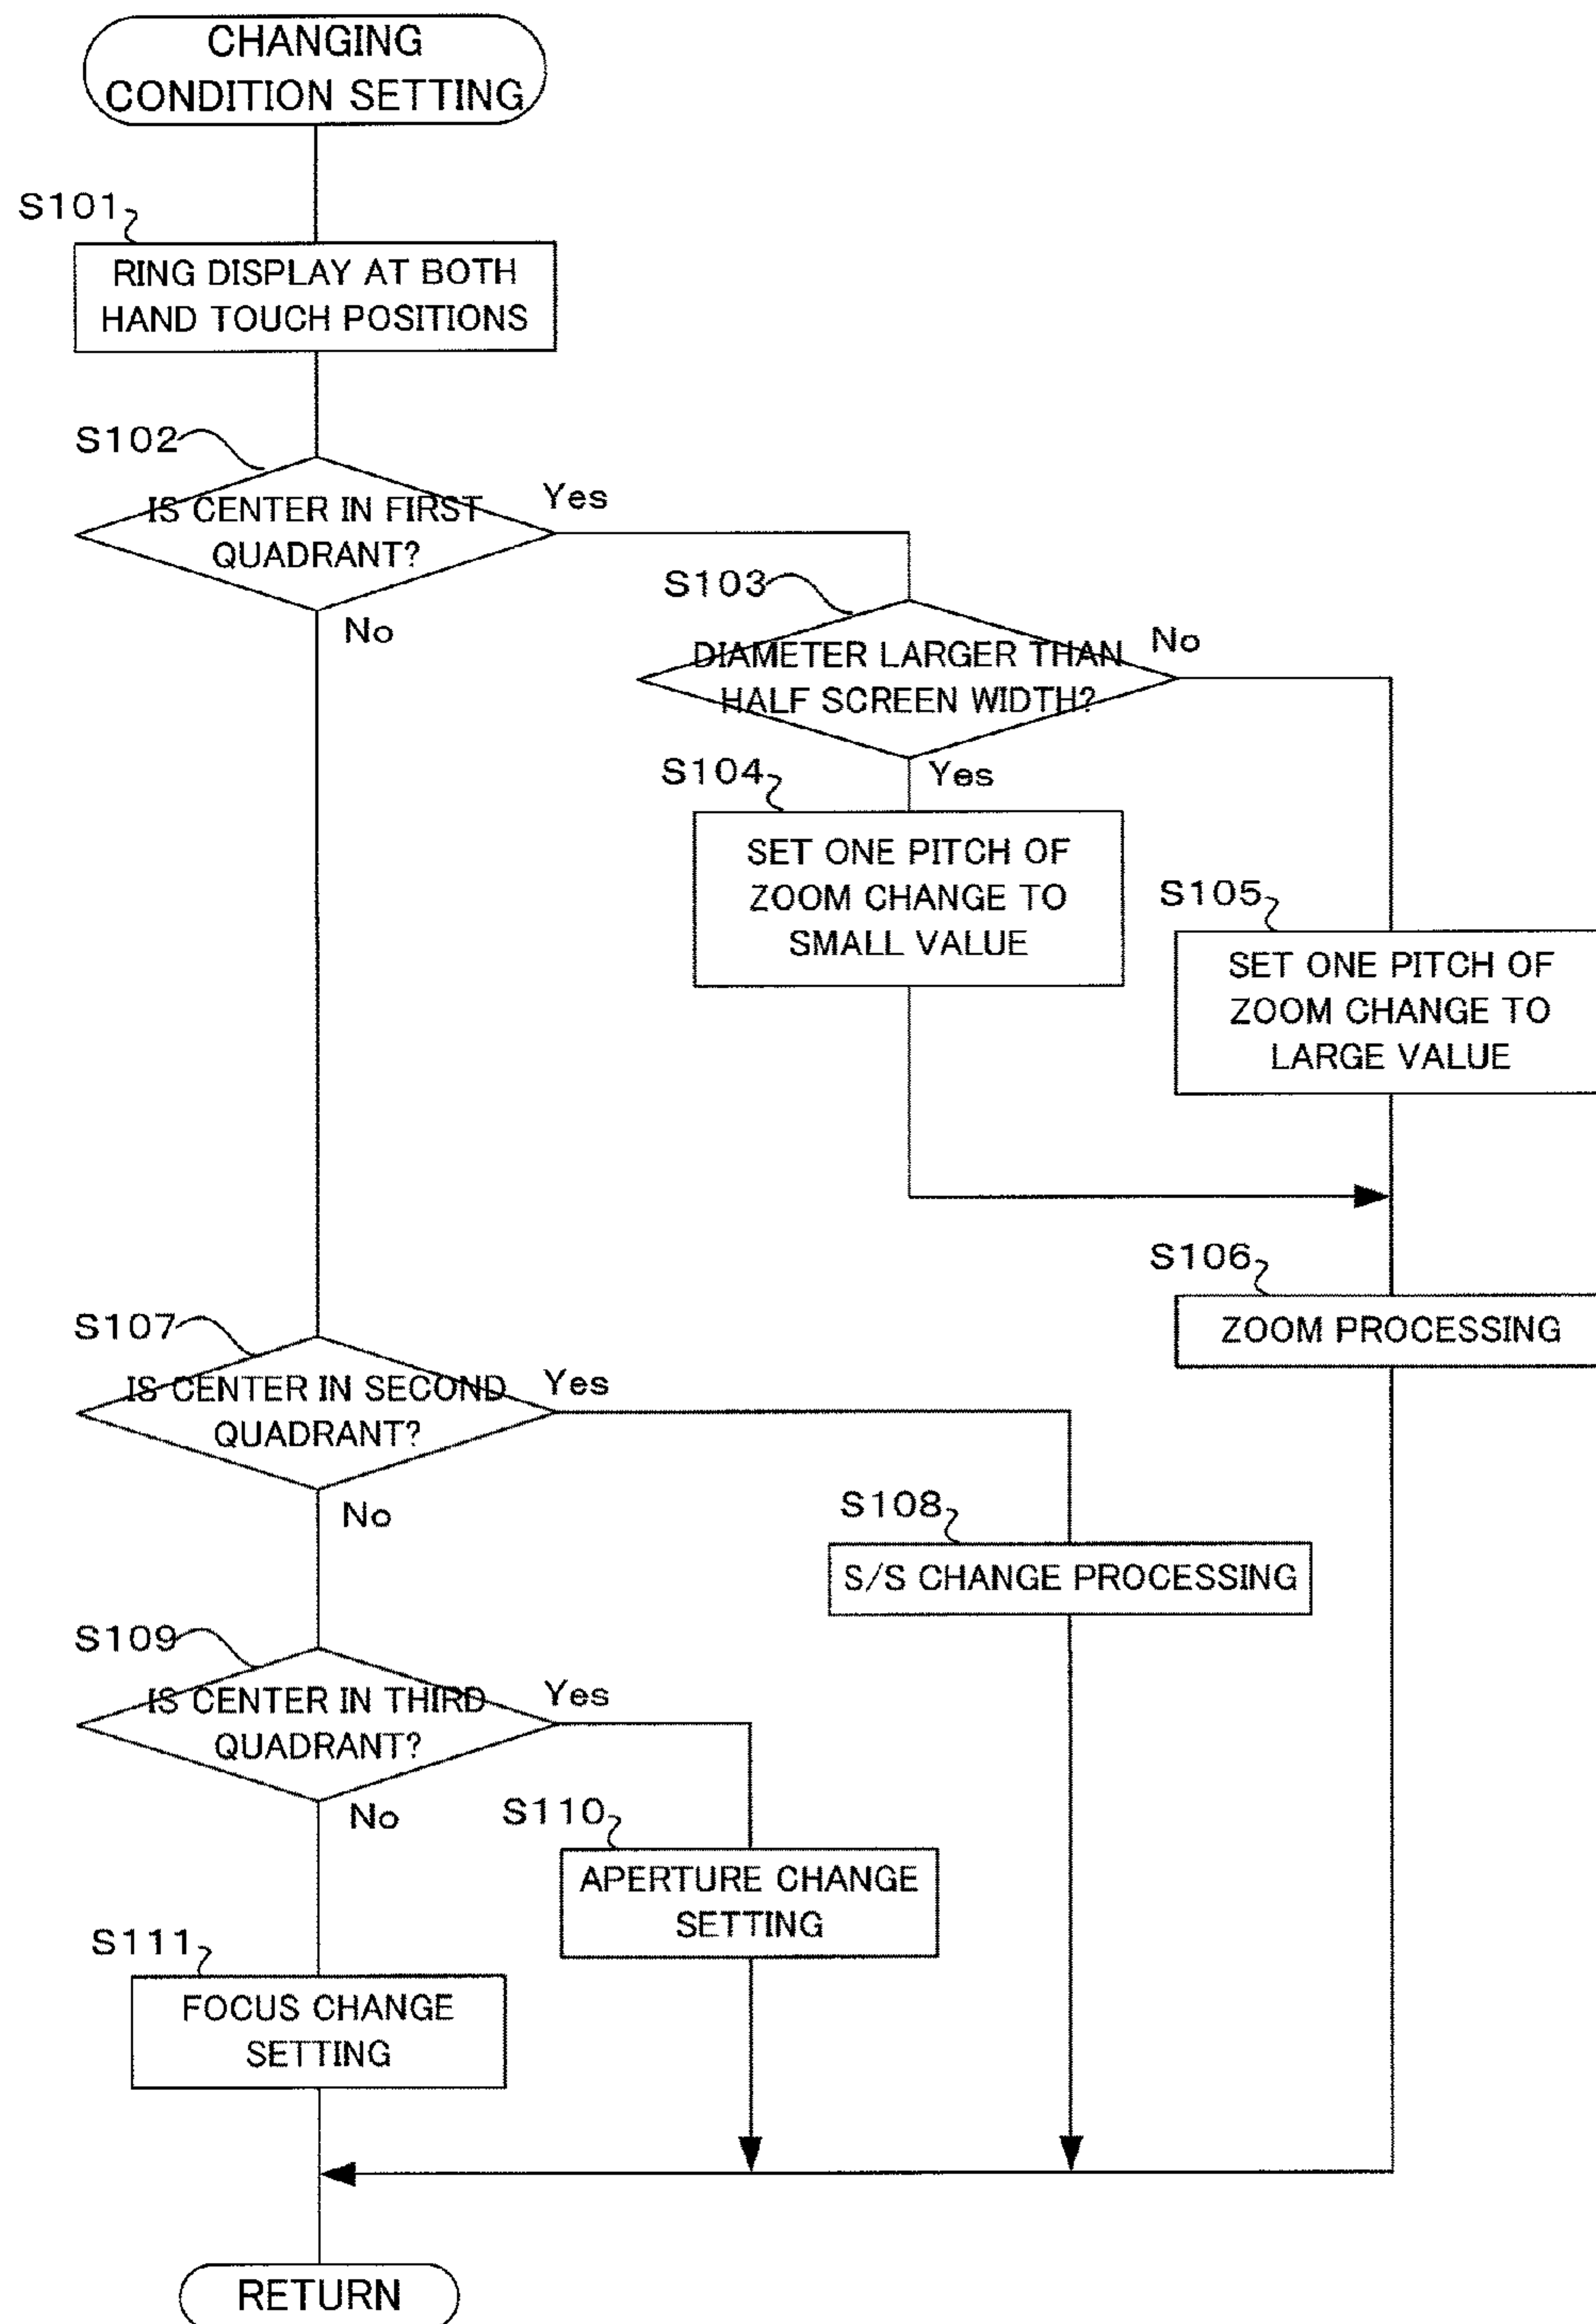 CHANGING
CONDITION SETTING
S101
RING DISPLAY AT BOTH
HAND TOUCH POSITIONS
S102
IS CENTER IN FIRST
QUADRANT?
Yes
No
S103
DIAMETER LARGER THAN
HALF SCREEN WIDTH?
No
Yes
S104
SET ONE PITCH OF
ZOOM CHANGE TO
SMALL VALUE
S105
SET ONE PITCH OF
ZOOM CHANGE TO
LARGE VALUE
S106
ZOOM PROCESSING
S107
IS CENTER IN SECOND
QUADRANT?
Yes
No
S108
S/S CHANGE PROCESSING
S109
IS CENTER IN THIRD
QUADRANT?
Yes
No
S110
APERTURE CHANGE
SETTING
S111
FOCUS CHANGE
SETTING
RETURN